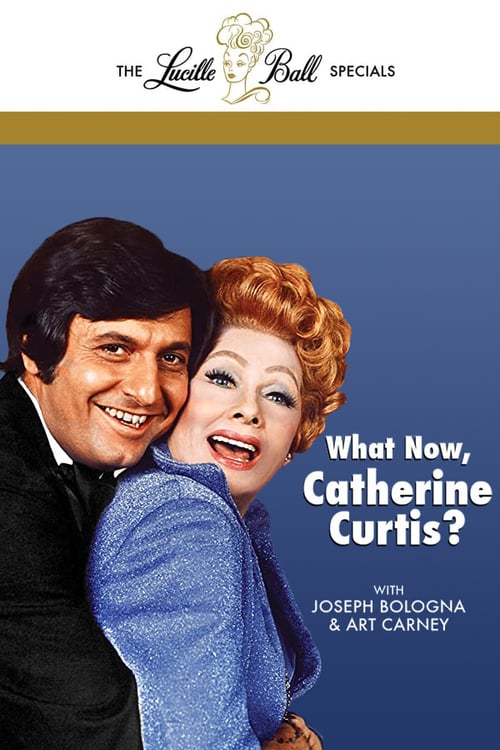 THE Lucille Ball SPECIALS
What Now,
Catherine
Curtis?
WITH
JOSEPH BOLOGNA
& ART CARNEY